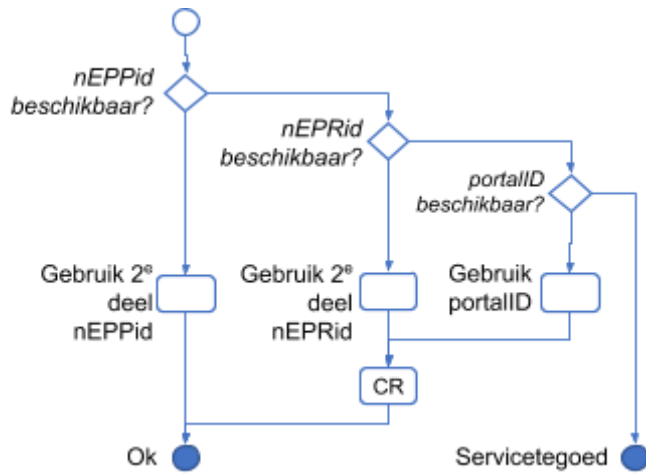 nEPPid
beschikbaar?
nEPRid
beschikbaar?
portalID
beschikbaar?
Gebruik 2e
deel
nEPPid
Gebruik 2e
deel
nEPRid
Gebruik
portalID
CR
Ok
Servicetegoed